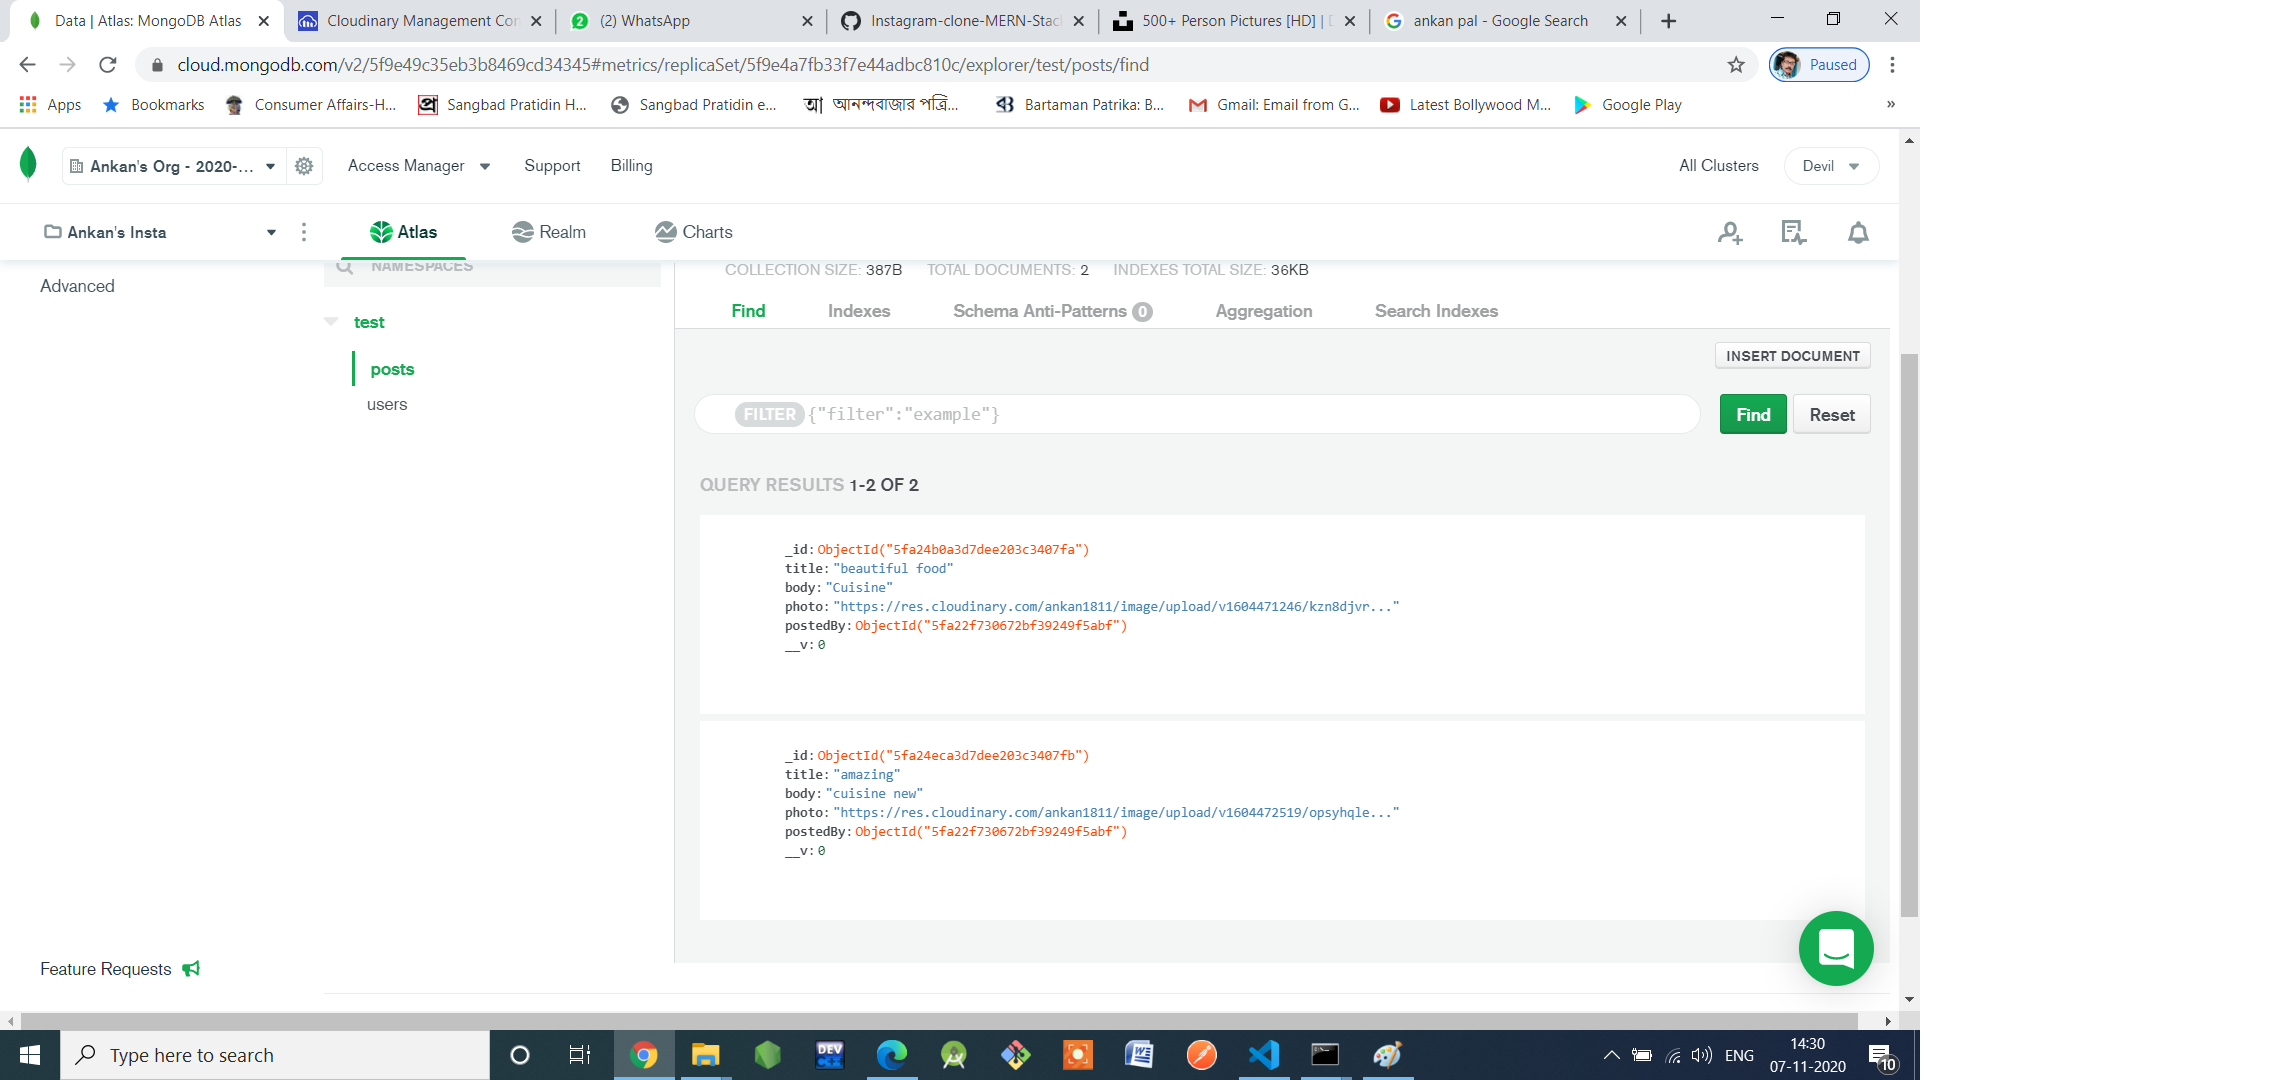 Data | Atlas: MongoDB Atlas
Cloudinary Management Con
(2) WhatsApp
Instagram-clone-MERN-Stac
500+ Person Pictures [HD] | D
ankan pal - Google Search
cloud.mongodb.com/v2/5f9e49c35eb3b8469cd34345#metrics/replicaSet/5f9e4a7fb33f7e44adbc810c/explorer/test/posts/find
Paused
Apps
Bookmarks
Consumer Affairs-H...
Sangbad Pratidin H...
Sangbad Pratidin e...
আনন্দবাজার পত্রি...
Bartaman Patrika: B...
Gmail: Email from G...
Latest Bollywood M...
Google Play
»
Ankan's Org - 2020-...
Access Manager
Support
Billing
All Clusters
Devil
Ankan's Insta
Atlas
Realm
Charts
Advanced
NAMESPACES
test
posts
users
Feature Requests
COLLECTION SIZE: 387B TOTAL DOCUMENTS: 2 INDEXES TOTAL SIZE: 36KB
Find
Indexes
Schema Anti-Patterns 0
Aggregation
Search Indexes
INSERT DOCUMENT
FILTER {"filter":"example"}
Find
Reset
QUERY RESULTS 1-2 OF 2
_id: ObjectId("5fa24b0a3d7dee203c3407fa")
title: "beautiful food"
body: "Cuisine"
photo: "https://res.cloudinary.com/ankan1811/image/upload/v1604471246/kzn8djvr..."
postedBy: ObjectId("5fa22f730672bf39249f5abf")
__v: 0
_id: ObjectId("5fa24eca3d7dee203c3407fb")
title: "amazing"
body: "cuisine new"
photo: "https://res.cloudinary.com/ankan1811/image/upload/v1604472519/opsyhqle..."
postedBy: ObjectId("5fa22f730672bf39249f5abf")
__v: 0
Type here to search
DEV
ENG
14:30
07-11-2020
10